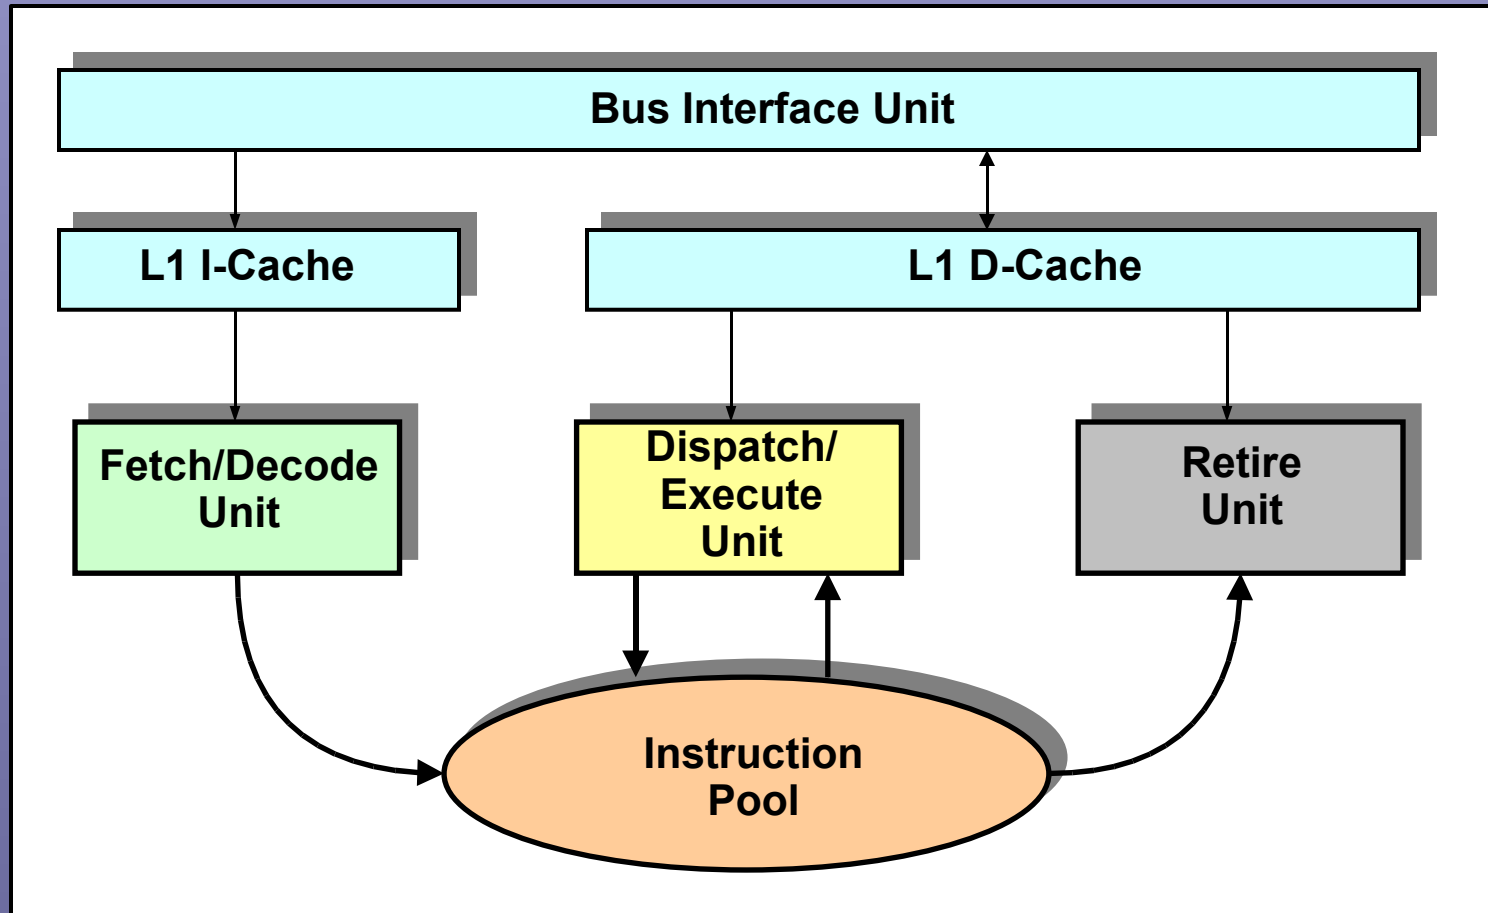 Bus Interface Unit
L1 I-Cache
L1 D-Cache
Fetch/Decode
Unit
Dispatch/
Execute
Unit
Retire
Unit
Instruction
Pool